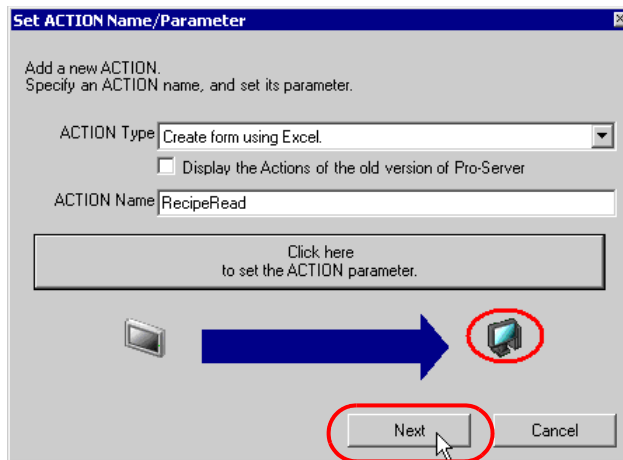 Set ACTION Name/Parameter
Add a new ACTION.
Specify an ACTION name, and set its parameter.
ACTION Type Create form using Excel.
Display the Actions of the old version of Pro-Server
ACTION Name RecipeRead
Click here
to set the ACTION parameter.
Next Cancel